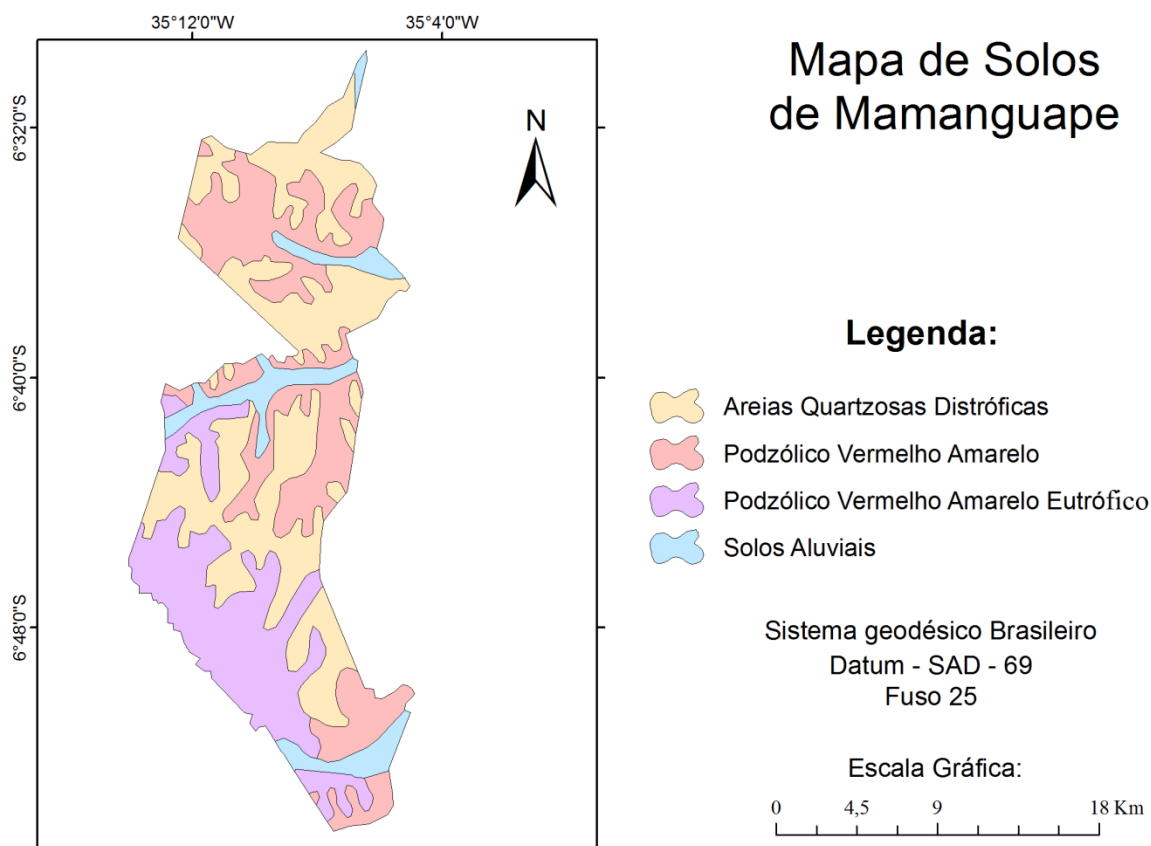 35°12'0"W
35°4'0"W
6°32'0"S
6°40'0"S
6°48'0"S
N
Mapa de Solos
de Mamanguape
Legenda:
Areias Quartzosas Distróficas
Podzólico Vermelho Amarelo
Podzólico Vermelho Amarelo Eutrófico
Solos Aluviais
Sistema geodésico Brasileiro
Datum - SAD - 69
Fuso 25
Escala Gráfica:
0 4,5 9 18 Km